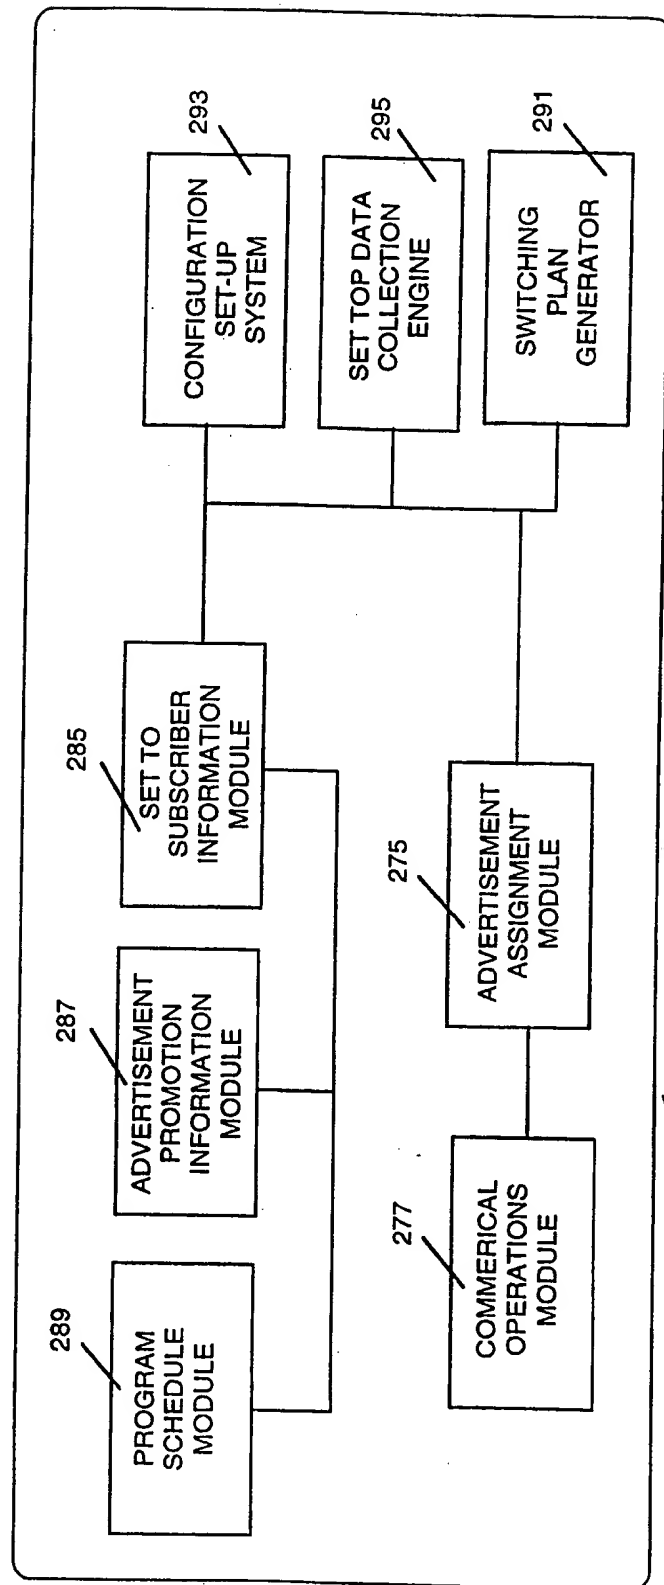 289
PROGRAM
SCHEDULE
MODULE
287
ADVERTISEMENT
PROMOTION
INFORMATION
MODULE
285
SET TO
SUBSCRIBER
INFORMATION
MODULE
293
CONFIGURATION
SET-UP
SYSTEM
295
SET TOP DATA
COLLECTION
ENGINE
291
SWITCHING
PLAN
GENERATOR
277
COMMERICAL
OPERATIONS
MODULE
275
ADVERTISEMENT
ASSIGNMENT
MODULE